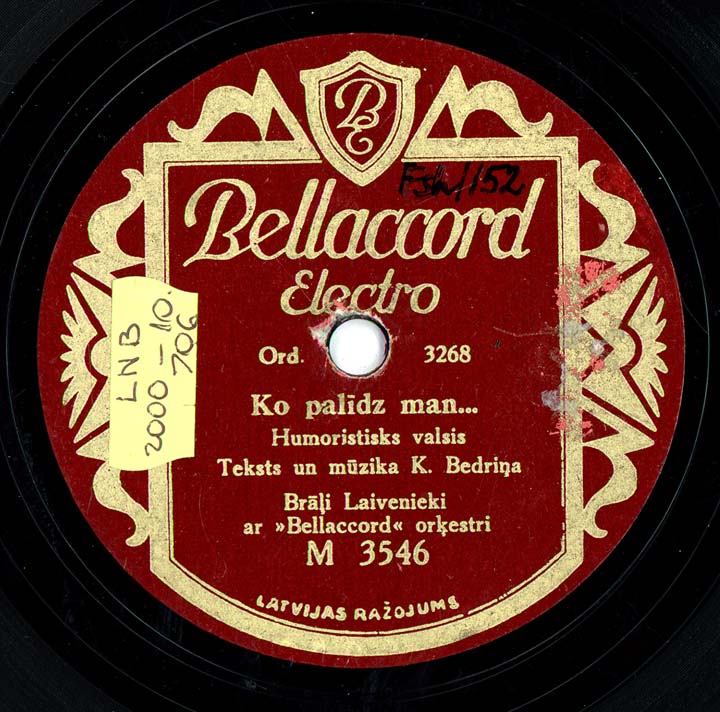 BE
Bellaccord
Electro
Ord. 3268
Ko palīdz man...
Humoristisks valsis
Teksts un mūzika K. Bedriņa
Brāļi Laivenieki
ar »Bellaccord« orķestri
M 3546
LATVIJAS RAŽOJUMS
LNB
2000-10.
706